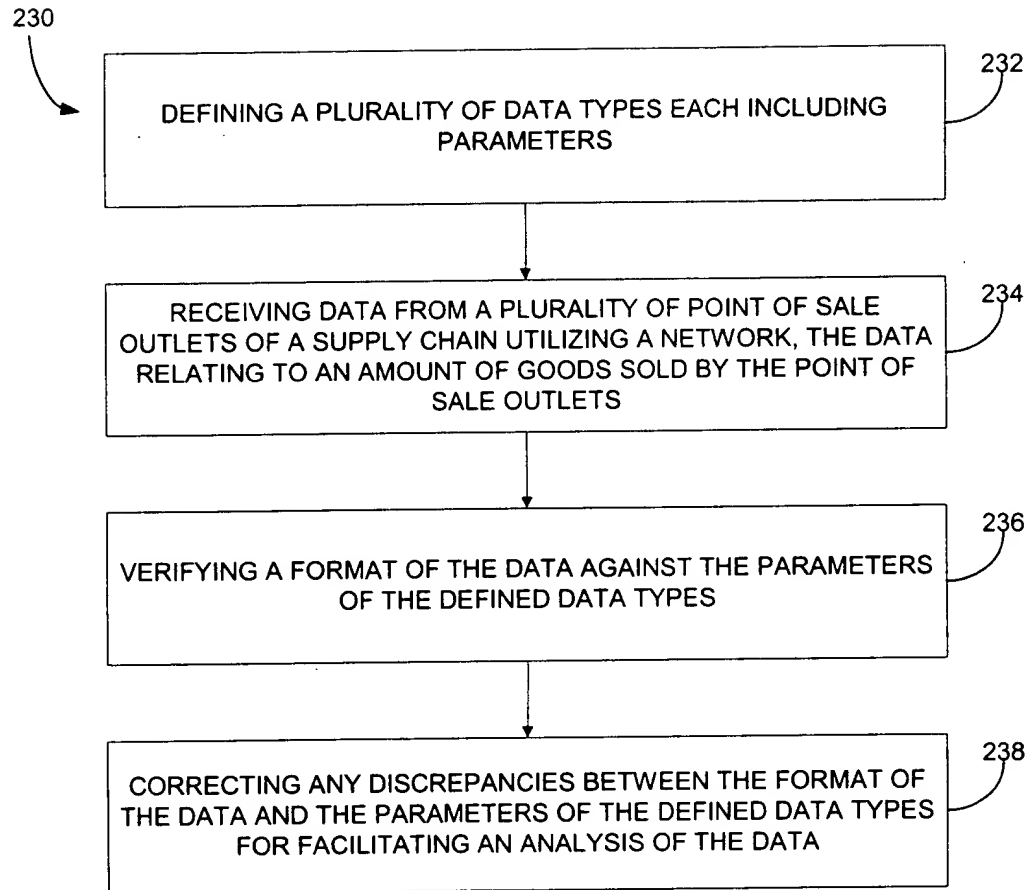 230
232
DEFINING A PLURALITY OF DATA TYPES EACH INCLUDING
PARAMETERS
234
RECEIVING DATA FROM A PLURALITY OF POINT OF SALE
OUTLETS OF A SUPPLY CHAIN UTILIZING A NETWORK, THE DATA
RELATING TO AN AMOUNT OF GOODS SOLD BY THE POINT OF
SALE OUTLETS
236
VERIFYING A FORMAT OF THE DATA AGAINST THE PARAMETERS
OF THE DEFINED DATA TYPES
238
CORRECTING ANY DISCREPANCIES BETWEEN THE FORMAT OF
THE DATA AND THE PARAMETERS OF THE DEFINED DATA TYPES
FOR FACILITATING AN ANALYSIS OF THE DATA